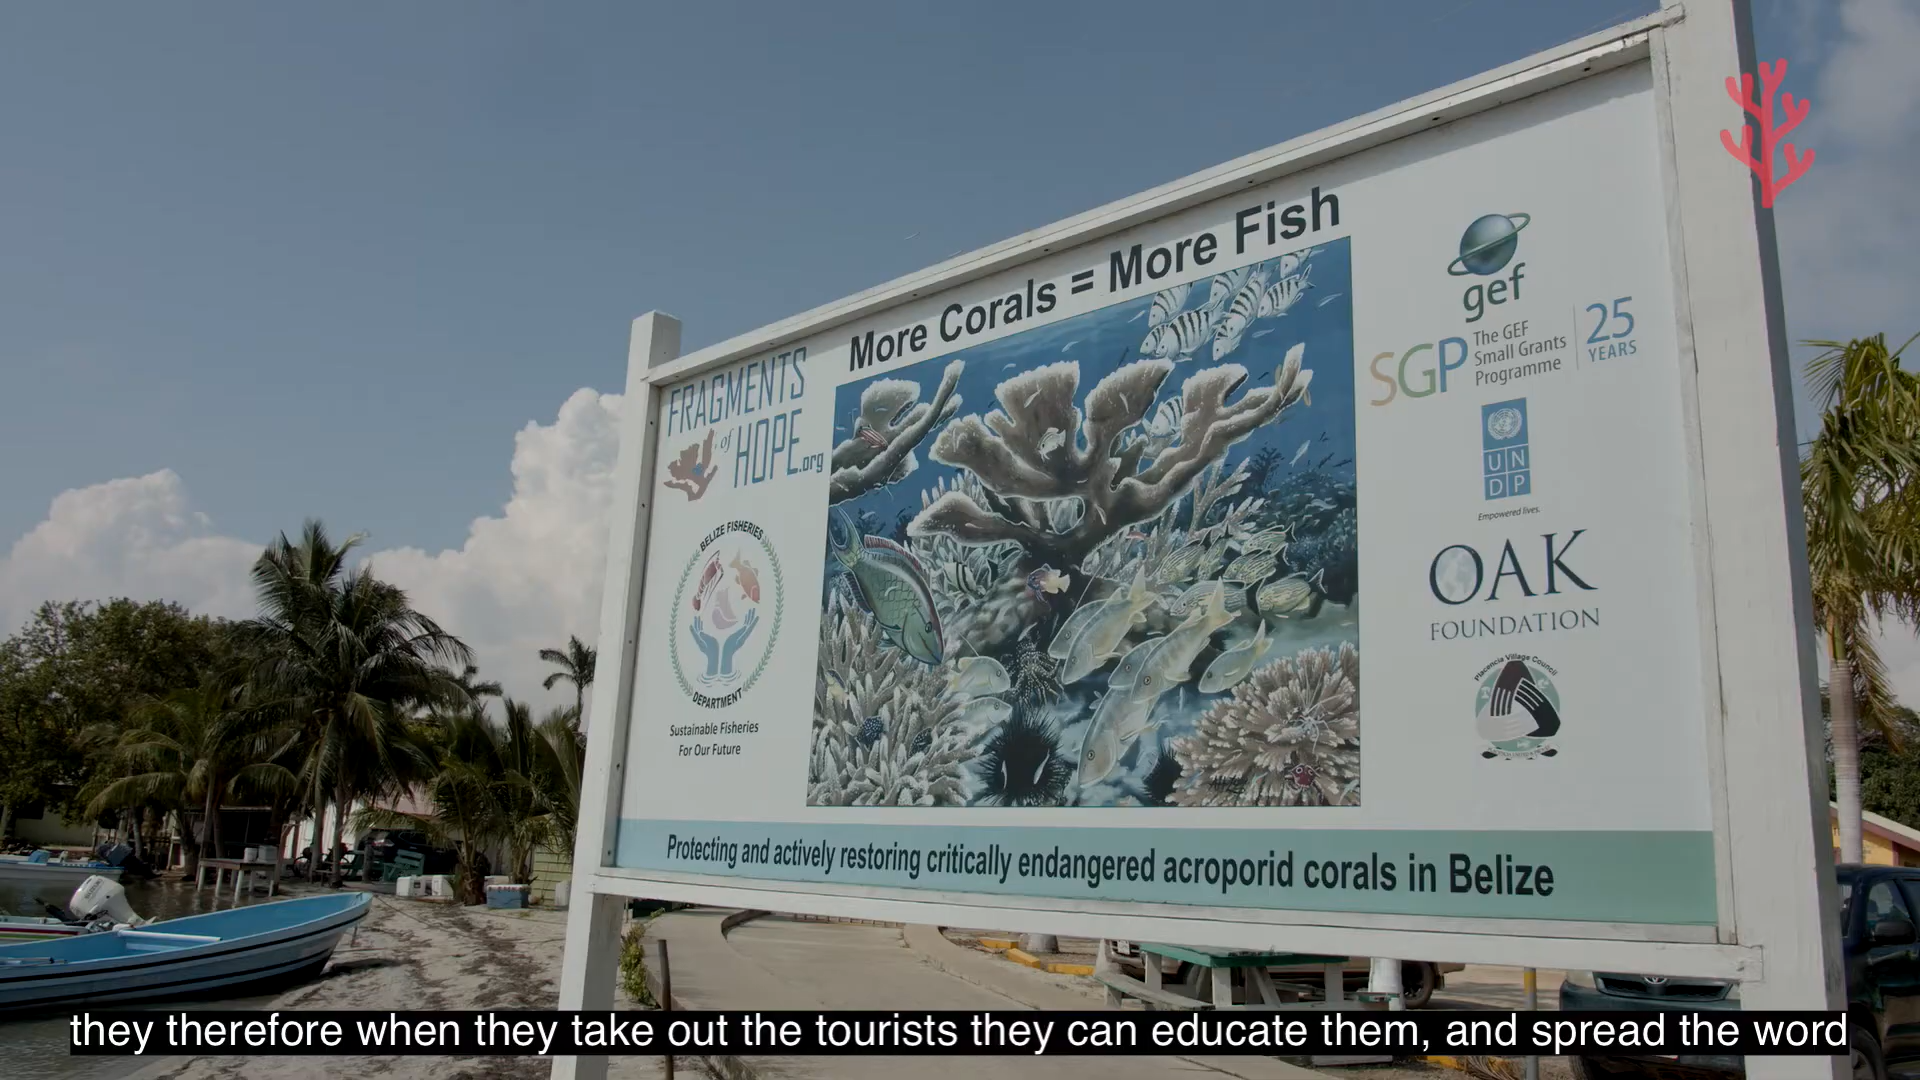 More Corals = More Fish
FRAGMENTS
of
HOPE.org
BELIZE FISHERIES
DEPARTMENT
Sustainable Fisheries
For Our Future
gef
SGP
The GEF
Small Grants
Programme
25
YEARS
UN
DP
Empowered lives.
OAK
FOUNDATION
Placencia Village Council
Protecting and actively restoring critically endangered acroporid corals in Belize
SUZUKI
they therefore when they take out the tourists they can educate them, and spread the word